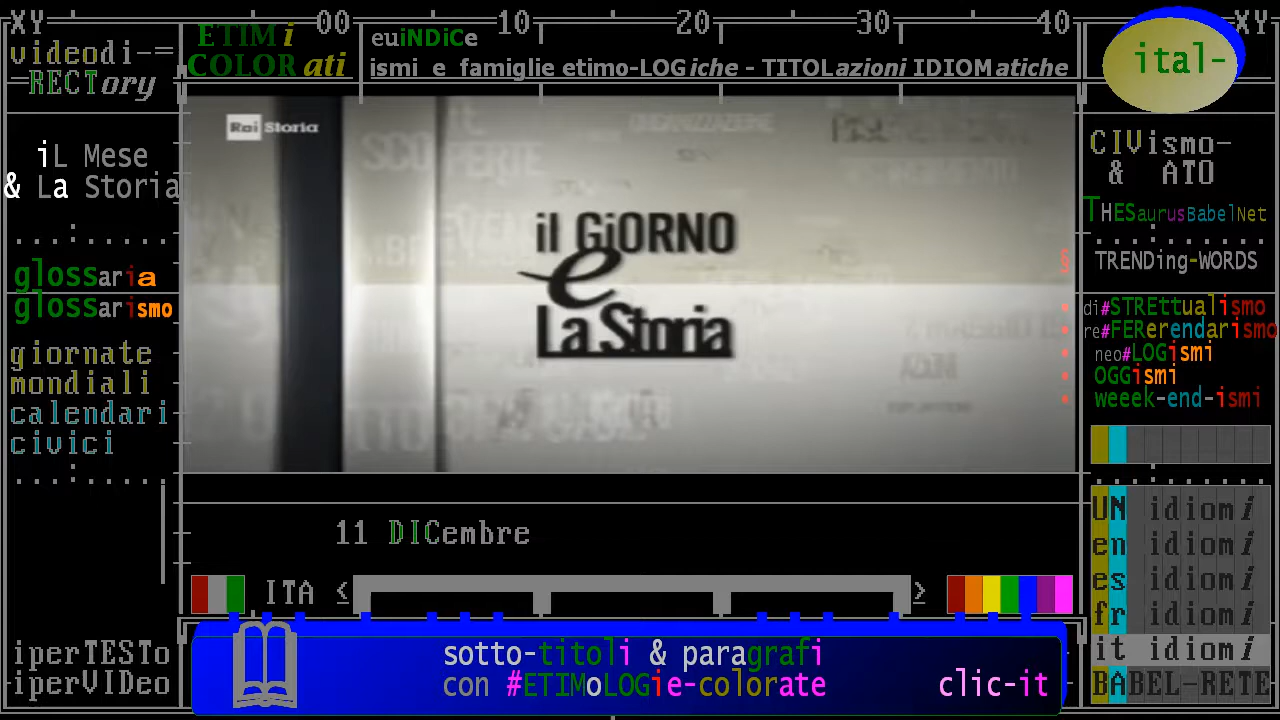 XY 00 10 20 30 40 XY
videodi-=
=RECTory
ETIMi
COLORati
euiNDiCe
ismi e famiglie etimo-LOGiche - TITOLazioni IDIOMatiche
ital-
iL Mese
& La Storia
...:.....
glossaria
glossarismo
giornate
mondiali
calendari
civici
...:.....
iperTESTo
-iperVIDeo
Rai Storia
ORGANIZZAZIONE
il GiORNO
e
La Storia
§
11 DICembre
ITA < >
sotto-titoli & paragrafi
con #ETIMoLOGie-colorate
clic-it
CIVismo-
& ATO
THESaurusBabelNet
...:.....
TRENDing-WORDS
di#STREttualismo
re#FERerendarismo
neo#LOGismi
OGGismi
weeek-end-ismi
...:.....
UN idiomi
en idiomi
es idiomi
fr idiomi
it idiomi
BABEL-RETE